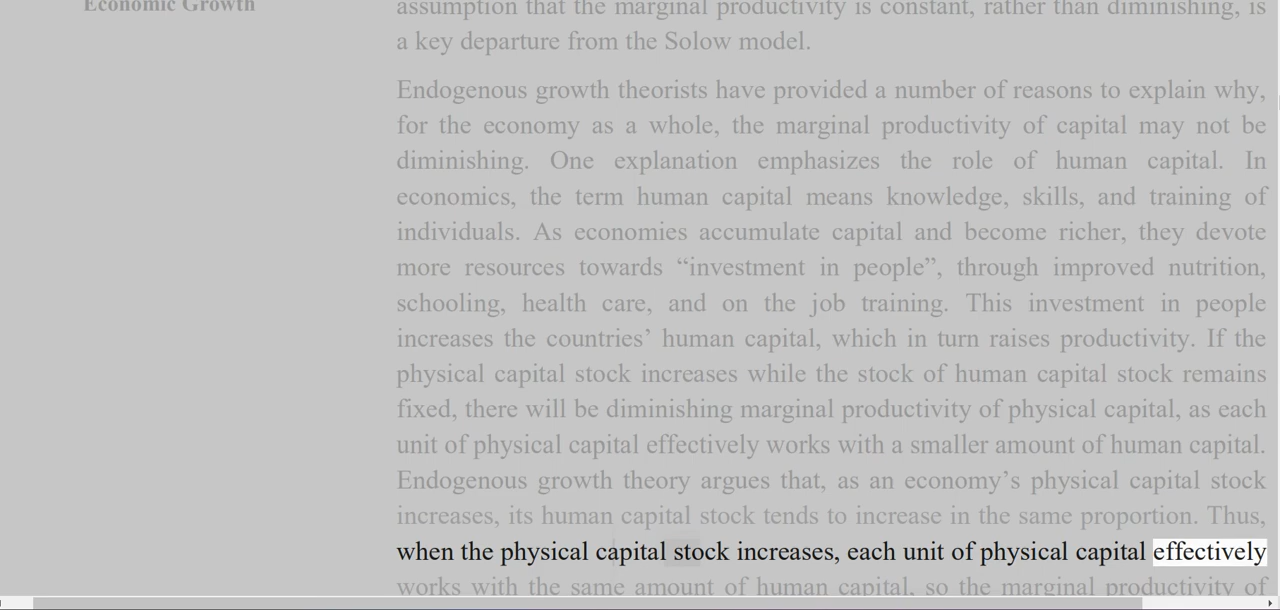 Economic Growth
assumption that the marginal productivity is constant, rather than diminishing, is
a key departure from the Solow model.
Endogenous growth theorists have provided a number of reasons to explain why,
for the economy as a whole, the marginal productivity of capital may not be
diminishing. One explanation emphasizes the role of human capital. In
economics, the term human capital means knowledge, skills, and training of
individuals. As economies accumulate capital and become richer, they devote
more resources towards “investment in people”, through improved nutrition,
schooling, health care, and on the job training. This investment in people
increases the countries’ human capital, which in turn raises productivity. If the
physical capital stock increases while the stock of human capital stock remains
fixed, there will be diminishing marginal productivity of physical capital, as each
unit of physical capital effectively works with a smaller amount of human capital.
Endogenous growth theory argues that, as an economy’s physical capital stock
increases, its human capital stock tends to increase in the same proportion. Thus,
when the physical capital stock increases, each unit of physical capital effectively
works with the same amount of human capital, so the marginal productivity of